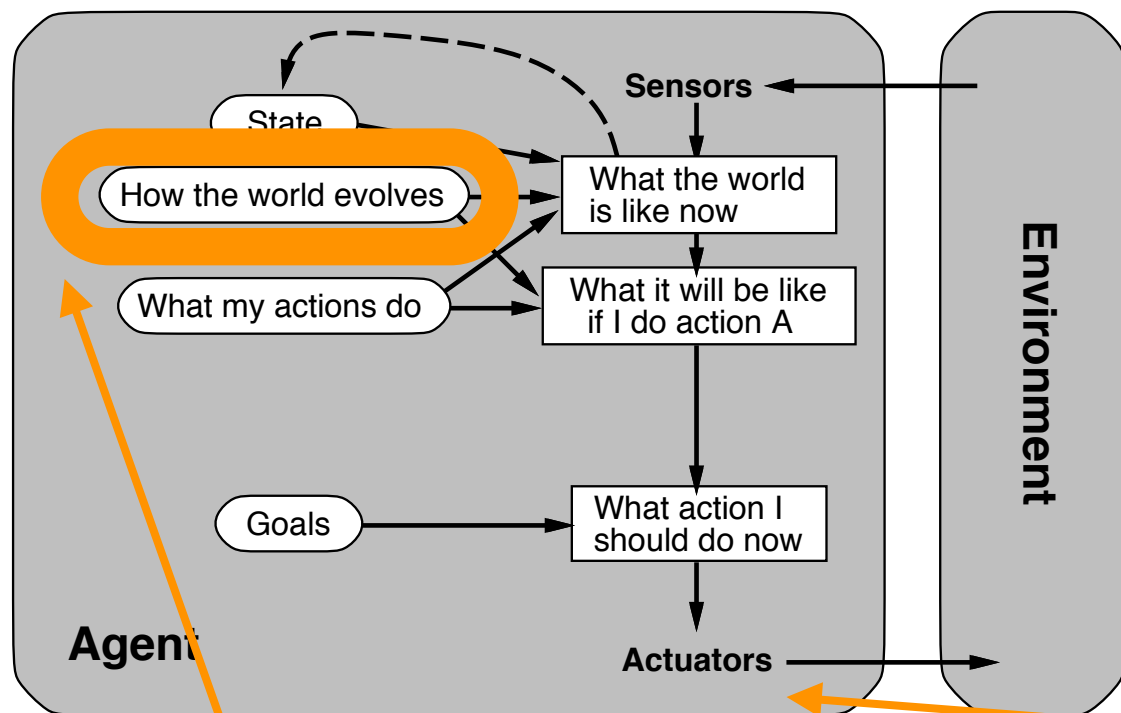 Sensors
State
How the world evolves
What the world
is like now
What my actions do
What it will be like
if I do action A
Goals
What action I
should do now
Agent
Actuators
Environment